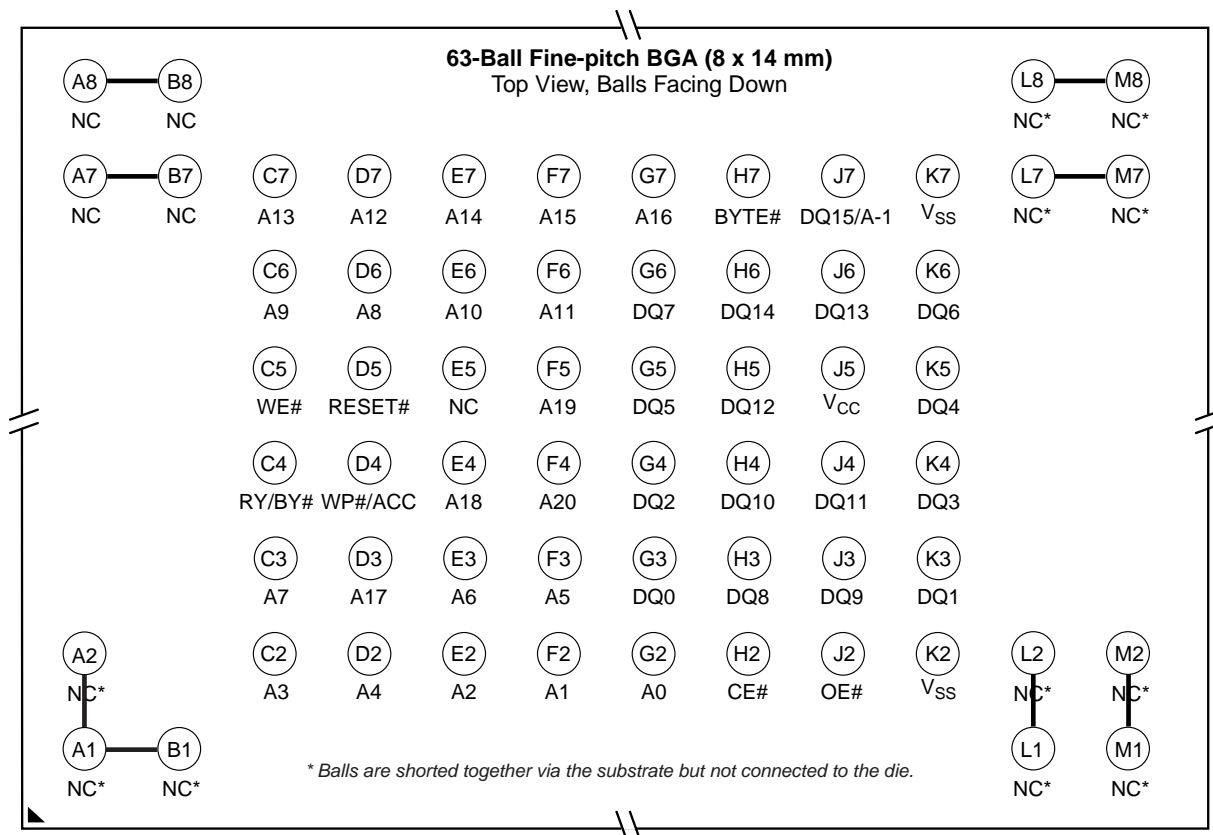 63-Ball Fine-pitch BGA (8 x 14 mm)
Top View, Balls Facing Down
A8 B8 L8 M8
NC NC NC* NC*
A7 B7 C7 D7 E7 F7 G7 H7 J7 K7 L7 M7
NC NC A13 A12 A14 A15 A16 BYTE# DQ15/A-1 VSS NC* NC*
C6 D6 E6 F6 G6 H6 J6 K6
A9 A8 A10 A11 DQ7 DQ14 DQ13 DQ6
C5 D5 E5 F5 G5 H5 J5 K5
WE# RESET# NC A19 DQ5 DQ12 VCC DQ4
C4 D4 E4 F4 G4 H4 J4 K4
RY/BY# WP#/ACC A18 A20 DQ2 DQ10 DQ11 DQ3
C3 D3 E3 F3 G3 H3 J3 K3
A7 A17 A6 A5 DQ0 DQ8 DQ9 DQ1
A2 C2 D2 E2 F2 G2 H2 J2 K2 L2 M2
NC* A3 A4 A2 A1 A0 CE# OE# VSS NC* NC*
A1 B1 L1 M1
NC* NC* NC* NC*
* Balls are shorted together via the substrate but not connected to the die.